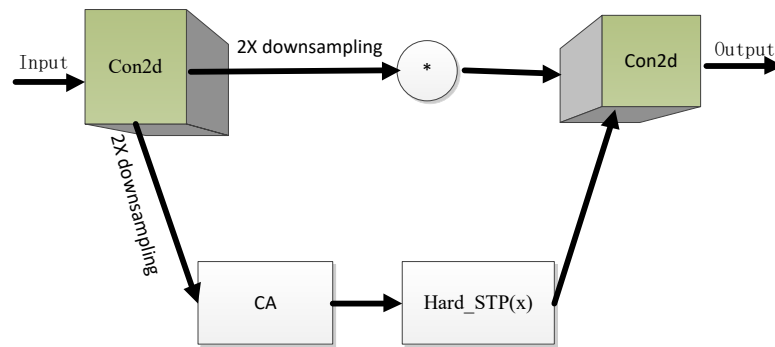 Input
Con2d
2X downsampling
*
Con2d
Output
2X downsampling
CA
Hard_STP(x)